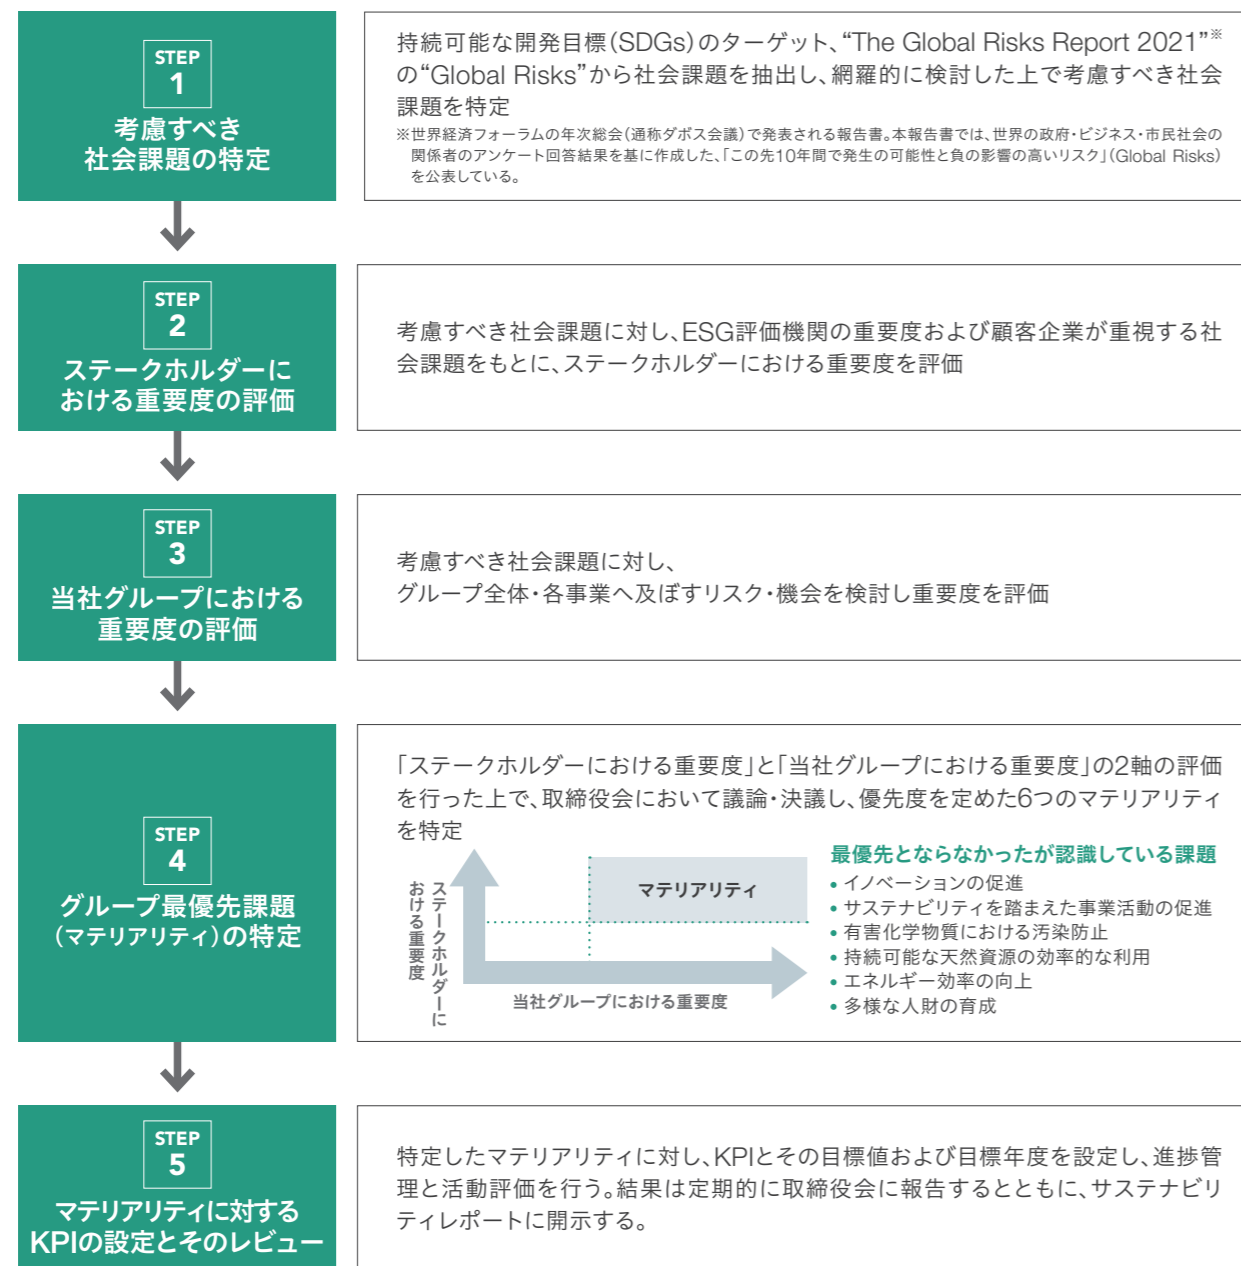 STEP
1
考慮すべき
社会課題の特定
持続可能な開発目標(SDGs)のターゲット、“The Global Risks Report 2021”※
の“Global Risks”から社会課題を抽出し、網羅的に検討した上で考慮すべき社会
課題を特定
※世界経済フォーラムの年次総会(通称ダボス会議)で発表される報告書。本報告書では、世界の政府・ビジネス・市民社会の
関係者のアンケート回答結果を基に作成した、「この先10年間で発生の可能性と負の影響の高いリスク」(Global Risks)
を公表している。
STEP
2
ステークホルダーに
おける重要度の評価
考慮すべき社会課題に対し、ESG評価機関の重要度および顧客企業が重視する社
会課題をもとに、ステークホルダーにおける重要度を評価
STEP
3
当社グループにおける
重要度の評価
考慮すべき社会課題に対し、
グループ全体・各事業へ及ぼすリスク・機会を検討し重要度を評価
STEP
4
グループ最優先課題
(マテリアリティ)の特定
「ステークホルダーにおける重要度」と「当社グループにおける重要度」の2軸の評価
を行った上で、取締役会において議論・決議し、優先度を定めた6つのマテリアリティ
を特定
ステークホルダーに
おける重要度
マテリアリティ
当社グループにおける重要度
最優先とならなかったが認識している課題
• イノベーションの促進
• サステナビリティを踏まえた事業活動の促進
• 有害化学物質における汚染防止
• 持続可能な天然資源の効率的な利用
• エネルギー効率の向上
• 多様な人財の育成
STEP
5
マテリアリティに対する
KPIの設定とそのレビュー
特定したマテリアリティに対し、KPIとその目標値および目標年度を設定し、進捗管
理と活動評価を行う。結果は定期的に取締役会に報告するとともに、サステナビリ
ティレポートに開示する。